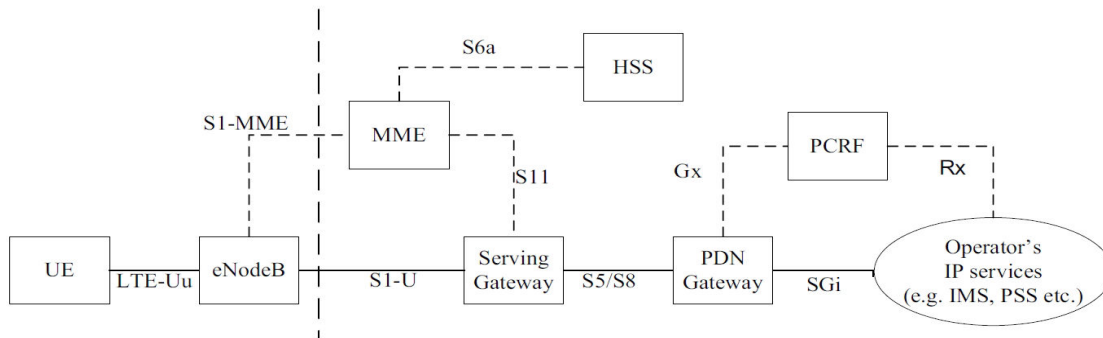 S6a
HSS
S1-MME
MME
PCRF
S11
Gx
Rx
UE
LTE-Uu
eNodeB
S1-U
Serving
Gateway
S5/S8
PDN
Gateway
SGi
Operator's
IP services
(e.g. IMS, PSS etc.)